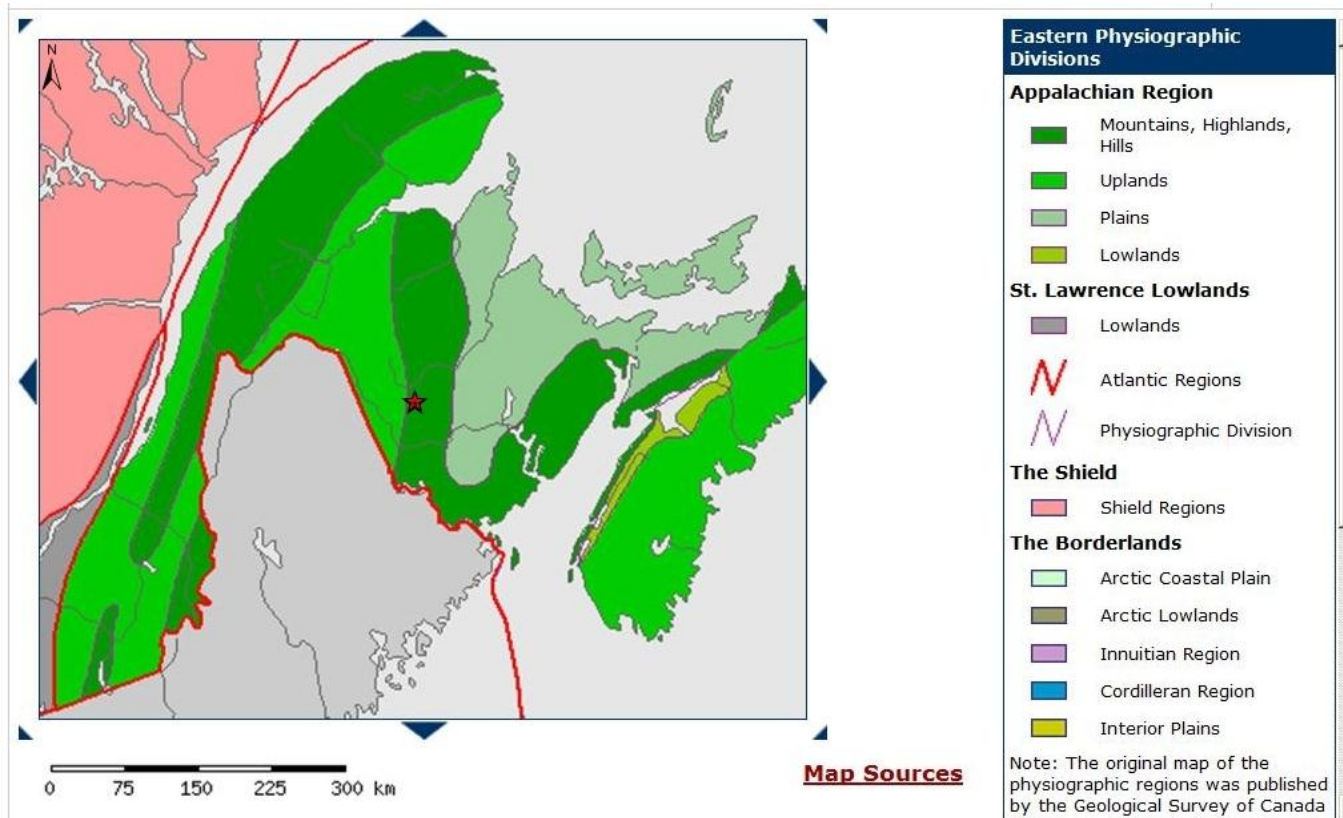 N
0 75 150 225 300 km
Map Sources
Eastern Physiographic
Divisions
Appalachian Region
Mountains, Highlands,
Hills
Uplands
Plains
Lowlands
St. Lawrence Lowlands
Lowlands
Atlantic Regions
Physiographic Division
The Shield
Shield Regions
The Borderlands
Arctic Coastal Plain
Arctic Lowlands
Innuitian Region
Cordilleran Region
Interior Plains
Note: The original map of the
physiographic regions was published
by the Geological Survey of Canada